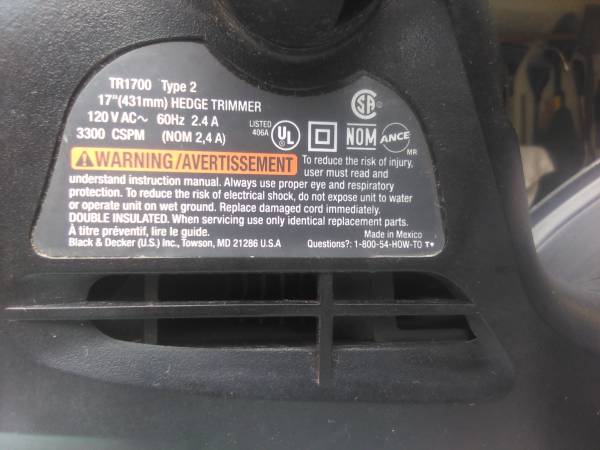 TR1700 Type 2
17"(431mm) HEDGE TRIMMER
120 V AC~ 60Hz 2.4 A
3300 CSPM (NOM 2,4 A)
LISTED
406A
UL
SA
NOM
ANCE
MR
WARNING/AVERTISSEMENT To reduce the risk of injury,
user must read and
understand instruction manual. Always use proper eye and respiratory
protection. To reduce the risk of electrical shock, do not expose unit to water
or operate unit on wet ground. Replace damaged cord immediately.
DOUBLE INSULATED. When servicing use only identical replacement parts.
À titre préventif, lire le guide.
Made in Mexico
Black & Decker (U.S.) Inc., Towson, MD 21286 U.S.A
Questions?: 1-800-54-HOW-TO T*